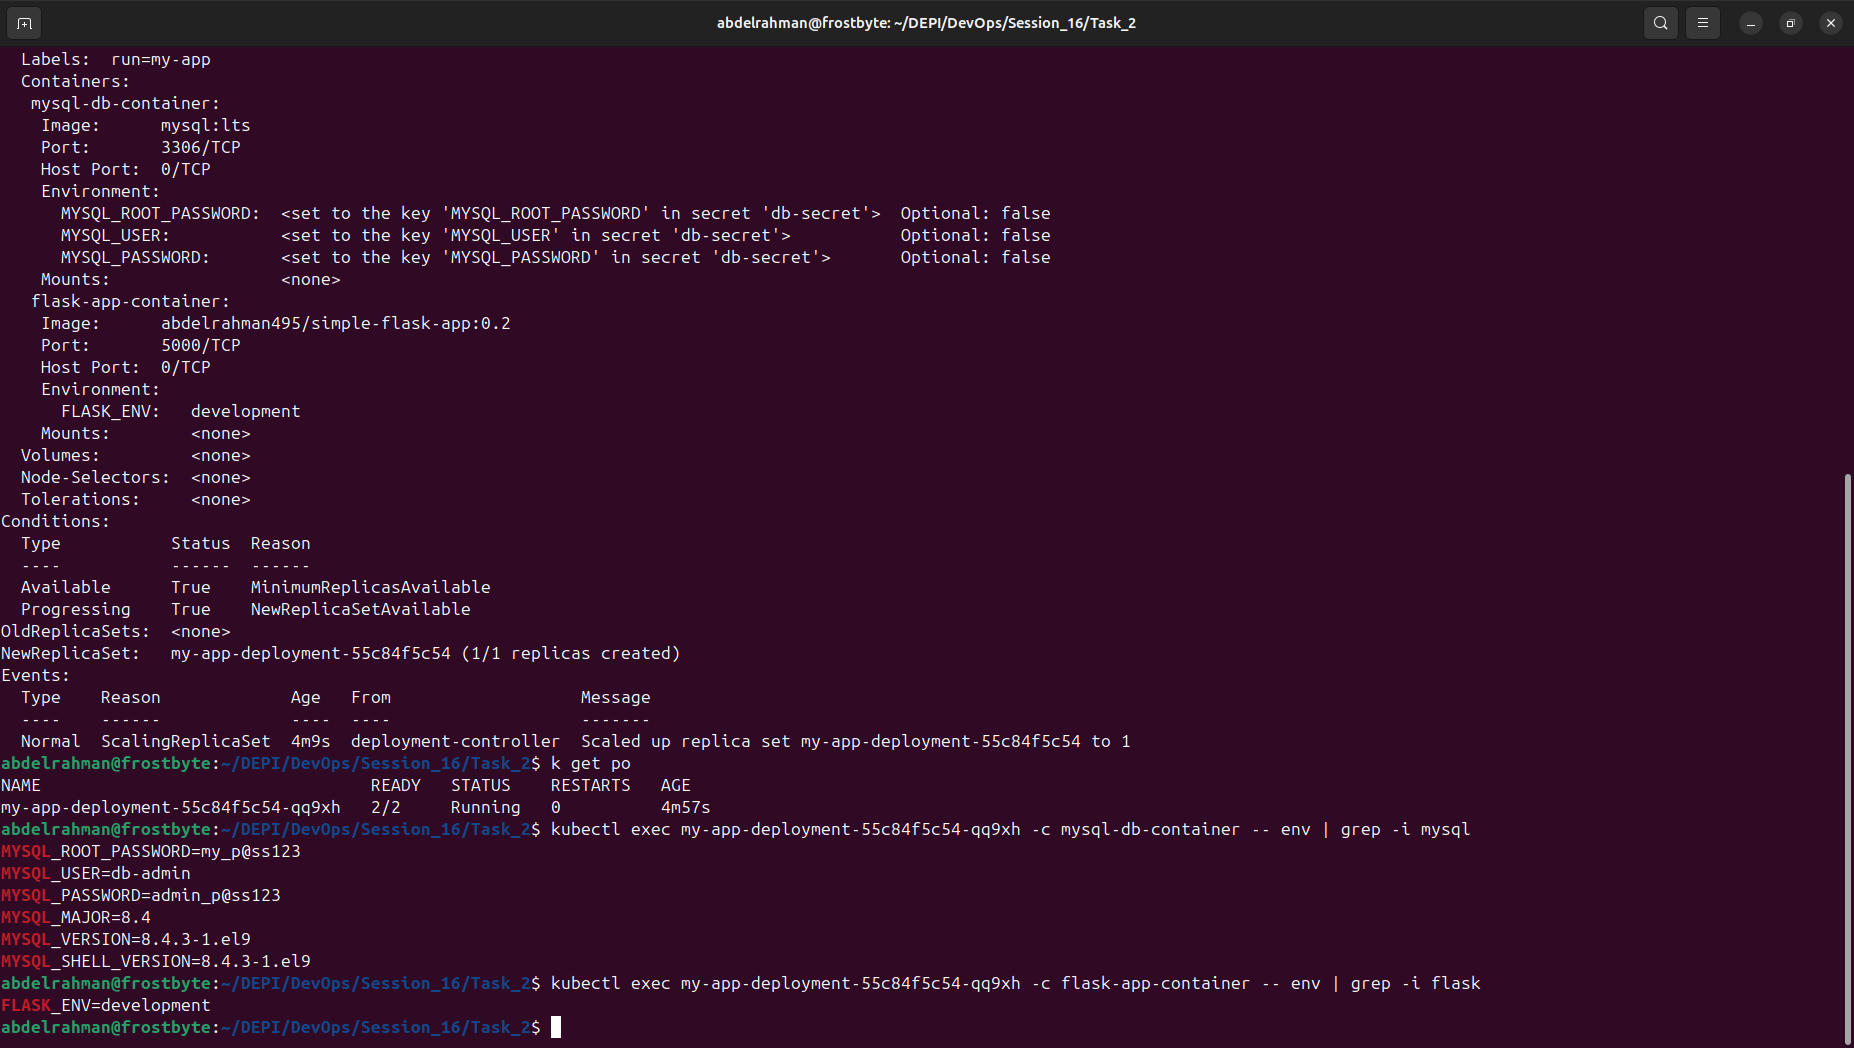 abdelrahman@frostbyte: ~/DEPI/DevOps/Session_16/Task_2
Labels:  run=my-app
Containers:
mysql-db-container:
Image:      mysql:lts
Port:       3306/TCP
Host Port:  0/TCP
Environment:
MYSQL_ROOT_PASSWORD:  <set to the key 'MYSQL_ROOT_PASSWORD' in secret 'db-secret'>  Optional: false
MYSQL_USER:           <set to the key 'MYSQL_USER' in secret 'db-secret'>           Optional: false
MYSQL_PASSWORD:       <set to the key 'MYSQL_PASSWORD' in secret 'db-secret'>       Optional: false
Mounts:                 <none>
flask-app-container:
Image:      abdelrahman495/simple-flask-app:0.2
Port:       5000/TCP
Host Port:  0/TCP
Environment:
FLASK_ENV:   development
Mounts:        <none>
Volumes:         <none>
Node-Selectors:  <none>
Tolerations:     <none>
Conditions:
Type           Status  Reason
----           ------  ------
Available      True    MinimumReplicasAvailable
Progressing    True    NewReplicaSetAvailable
OldReplicaSets:  <none>
NewReplicaSet:   my-app-deployment-55c84f5c54 (1/1 replicas created)
Events:
Type    Reason             Age   From                   Message
----    ------             ----  ----                   -------
Normal  ScalingReplicaSet  4m9s  deployment-controller  Scaled up replica set my-app-deployment-55c84f5c54 to 1
abdelrahman@frostbyte:~/DEPI/DevOps/Session_16/Task_2$ k get po
NAME                                 READY   STATUS    RESTARTS   AGE
my-app-deployment-55c84f5c54-qq9xh   2/2     Running   0          4m57s
abdelrahman@frostbyte:~/DEPI/DevOps/Session_16/Task_2$ kubectl exec my-app-deployment-55c84f5c54-qq9xh -c mysql-db-container -- env | grep -i mysql
MYSQL_ROOT_PASSWORD=my_p@ss123
MYSQL_USER=db-admin
MYSQL_PASSWORD=admin_p@ss123
MYSQL_MAJOR=8.4
MYSQL_VERSION=8.4.3-1.el9
MYSQL_SHELL_VERSION=8.4.3-1.el9
abdelrahman@frostbyte:~/DEPI/DevOps/Session_16/Task_2$ kubectl exec my-app-deployment-55c84f5c54-qq9xh -c flask-app-container -- env | grep -i flask
FLASK_ENV=development
abdelrahman@frostbyte:~/DEPI/DevOps/Session_16/Task_2$